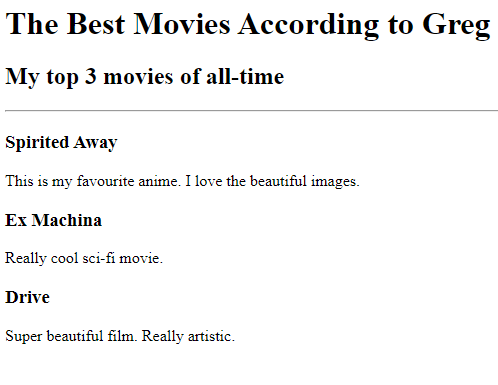 The Best Movies According to Greg
My top 3 movies of all-time
Spirited Away
This is my favourite anime. I love the beautiful images.
Ex Machina
Really cool sci-fi movie.
Drive
Super beautiful film. Really artistic.